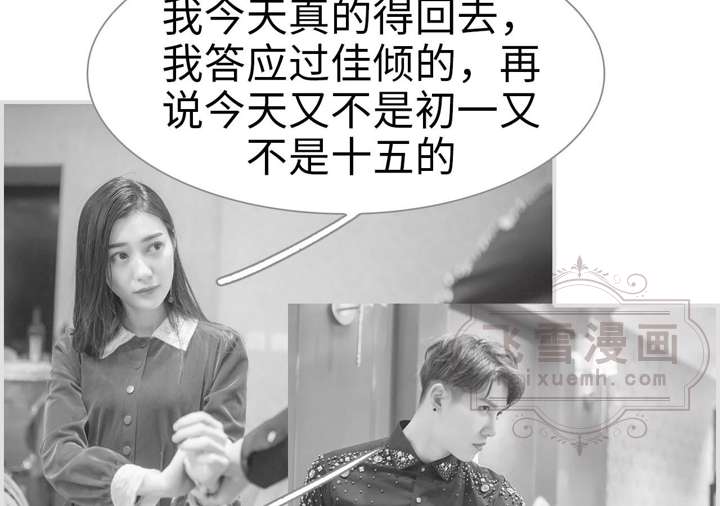 我今天真的得回去，
我答应过佳倾的，再
说今天又不是初一又
不是十五的
飞雪漫画
ixuemh.com